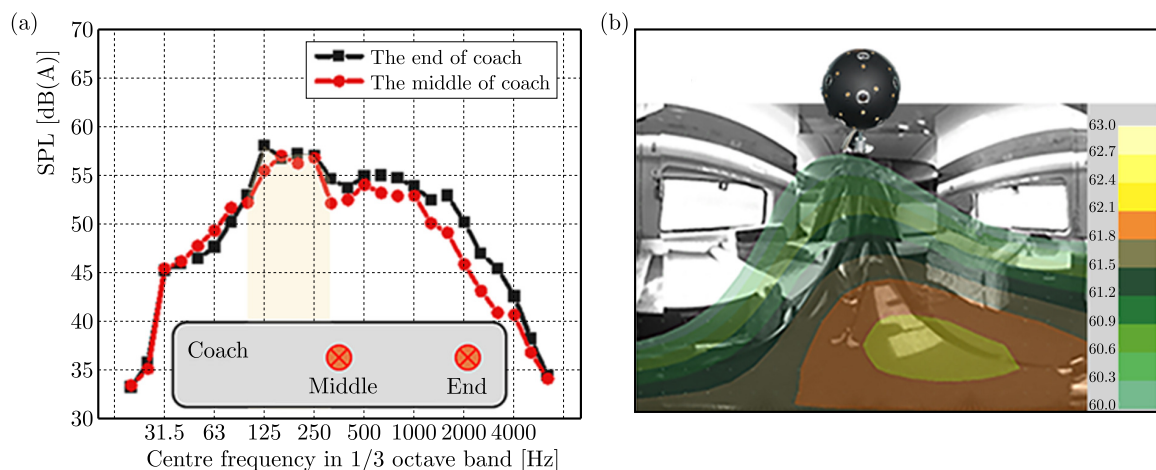 (a)
70
65
60
55
50
45
40
35
30
SPL [dB(A)]
The end of coach
The middle of coach
Coach
Middle
End
31.5 63 125 250 500 1000 2000 4000
Centre frequency in 1/3 octave band [Hz]
(b)
63.0
62.7
62.4
62.1
61.8
61.5
61.2
60.9
60.6
60.3
60.0